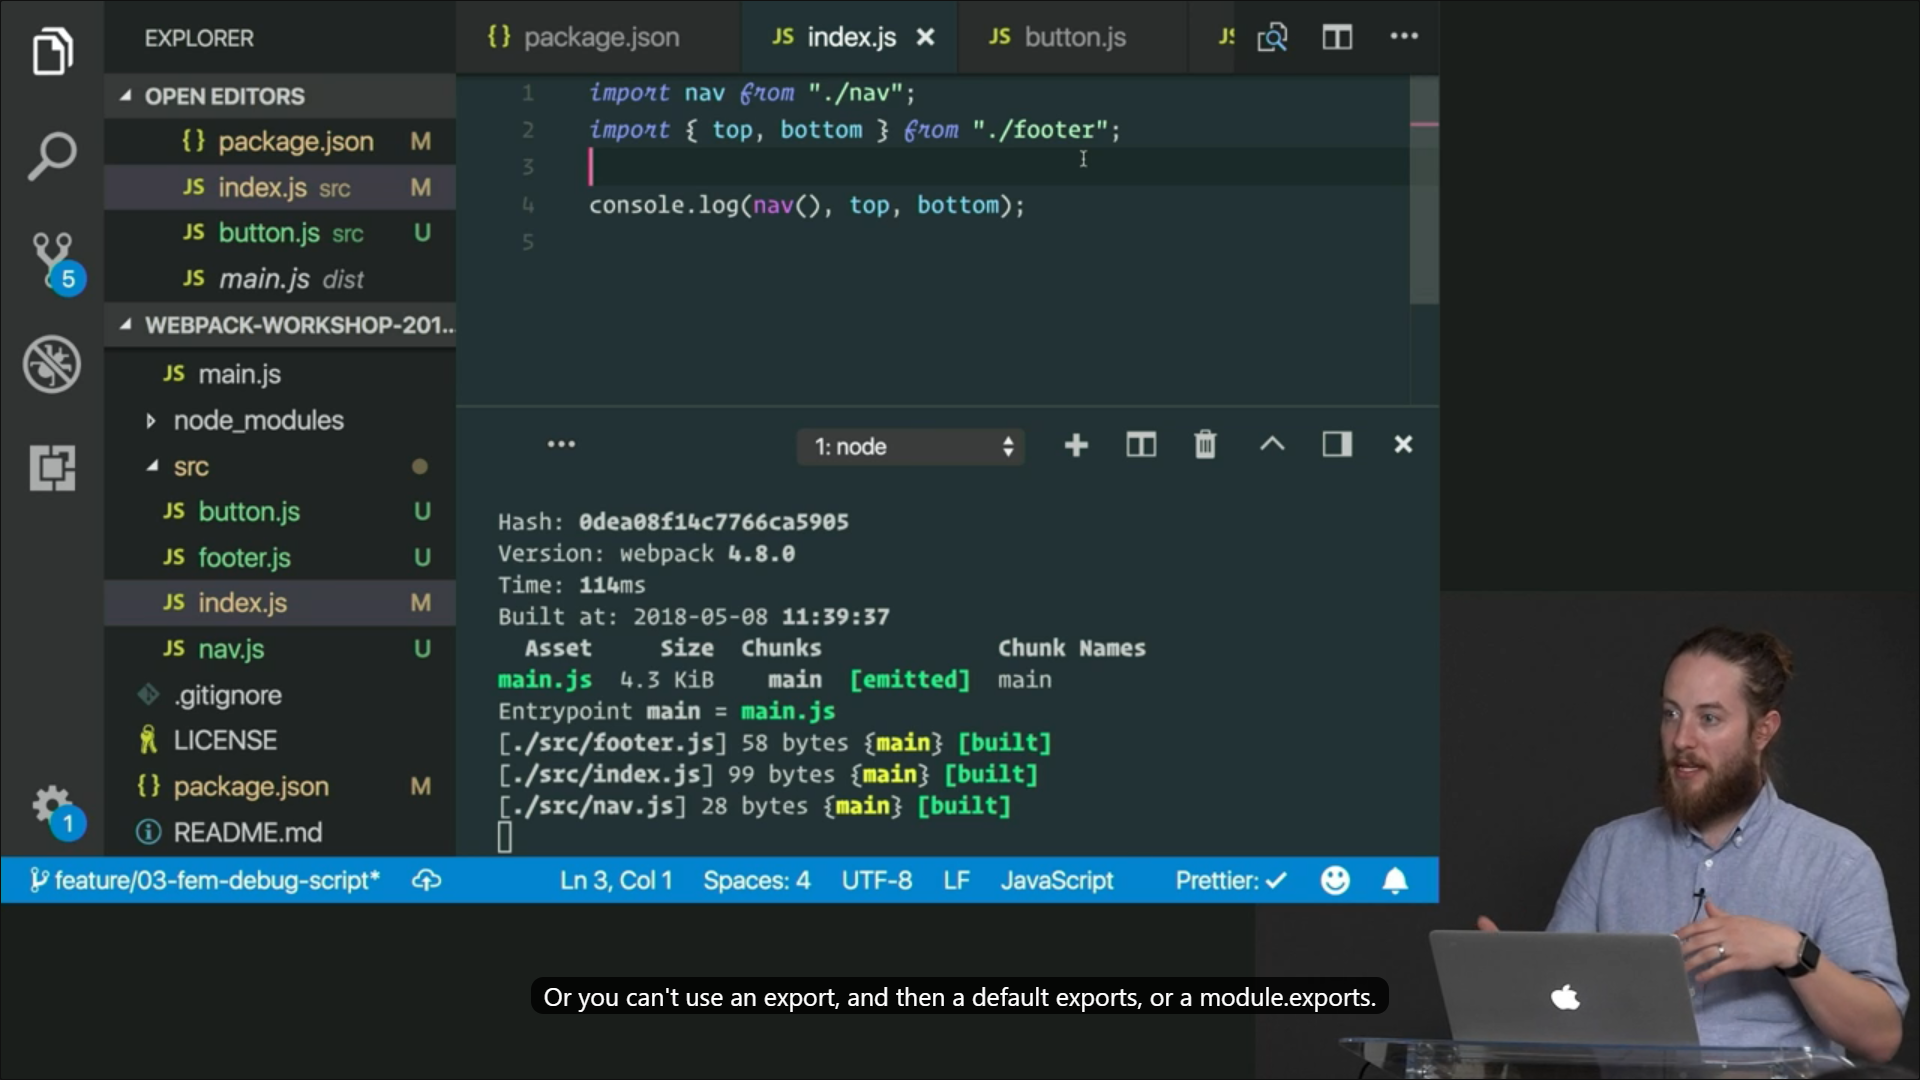 EXPLORER
{} package.json
JS index.js
JS button.js
JS
OPEN EDITORS
{} package.json M
JS index.js src M
JS button.js src U
JS main.js dist
WEBPACK-WORKSHOP-201...
JS main.js
node_modules
src
JS button.js U
JS footer.js U
JS index.js M
JS nav.js U
.gitignore
LICENSE
{} package.json M
README.md
5
1
1 import nav from "./nav";
2 import { top, bottom } from "./footer";
3
4 console.log(nav(), top, bottom);
5
1: node
Hash: 0dea08f14c7766ca5905
Version: webpack 4.8.0
Time: 114ms
Built at: 2018-05-08 11:39:37
Asset Size Chunks Chunk Names
main.js 4.3 KiB main [emitted] main
Entrypoint main = main.js
[./src/footer.js] 58 bytes {main} [built]
[./src/index.js] 99 bytes {main} [built]
[./src/nav.js] 28 bytes {main} [built]
feature/03-fem-debug-script* Ln 3, Col 1 Spaces: 4 UTF-8 LF JavaScript Prettier: ✓
Or you can't use an export, and then a default exports, or a module.exports.